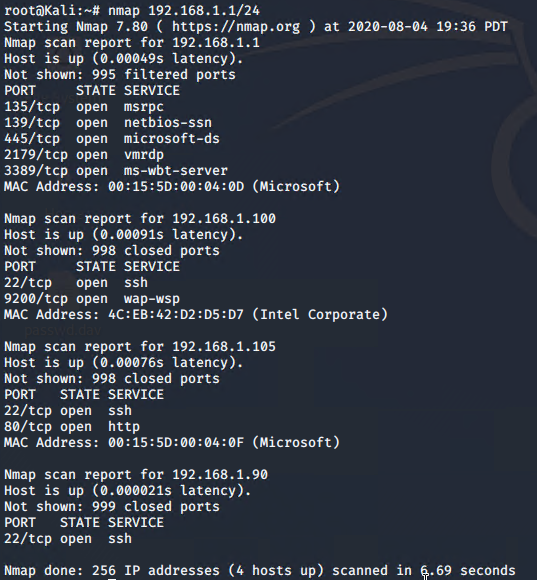 root@Kali:~# nmap 192.168.1.1/24
Starting Nmap 7.80 ( https://nmap.org ) at 2020-08-04 19:36 PDT
Nmap scan report for 192.168.1.1
Host is up (0.00049s latency).
Not shown: 995 filtered ports
PORT     STATE SERVICE
135/tcp  open  msrpc
139/tcp  open  netbios-ssn
445/tcp  open  microsoft-ds
2179/tcp open  vmrdp
3389/tcp open  ms-wbt-server
MAC Address: 00:15:5D:00:04:0D (Microsoft)

Nmap scan report for 192.168.1.100
Host is up (0.00091s latency).
Not shown: 998 closed ports
PORT     STATE SERVICE
22/tcp   open  ssh
9200/tcp open  wap-wsp
MAC Address: 4C:EB:42:D2:D5:D7 (Intel Corporate)
passwd.dav

Nmap scan report for 192.168.1.105
Host is up (0.00076s latency).
Not shown: 998 closed ports
PORT   STATE SERVICE
22/tcp open  ssh
80/tcp open  http
MAC Address: 00:15:5D:00:04:0F (Microsoft)

Nmap scan report for 192.168.1.90
Host is up (0.000021s latency).
Not shown: 999 closed ports
PORT   STATE SERVICE
22/tcp open  ssh

Nmap done: 256 IP addresses (4 hosts up) scanned in 6.69 seconds